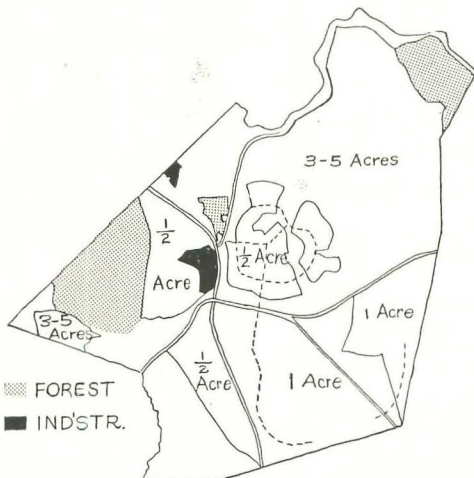 3-5 Acres
1/2
Acre
1/2 Acre
3-5
Acres
1/2
Acre
1 Acre
1 Acre
FOREST
IND'STR.